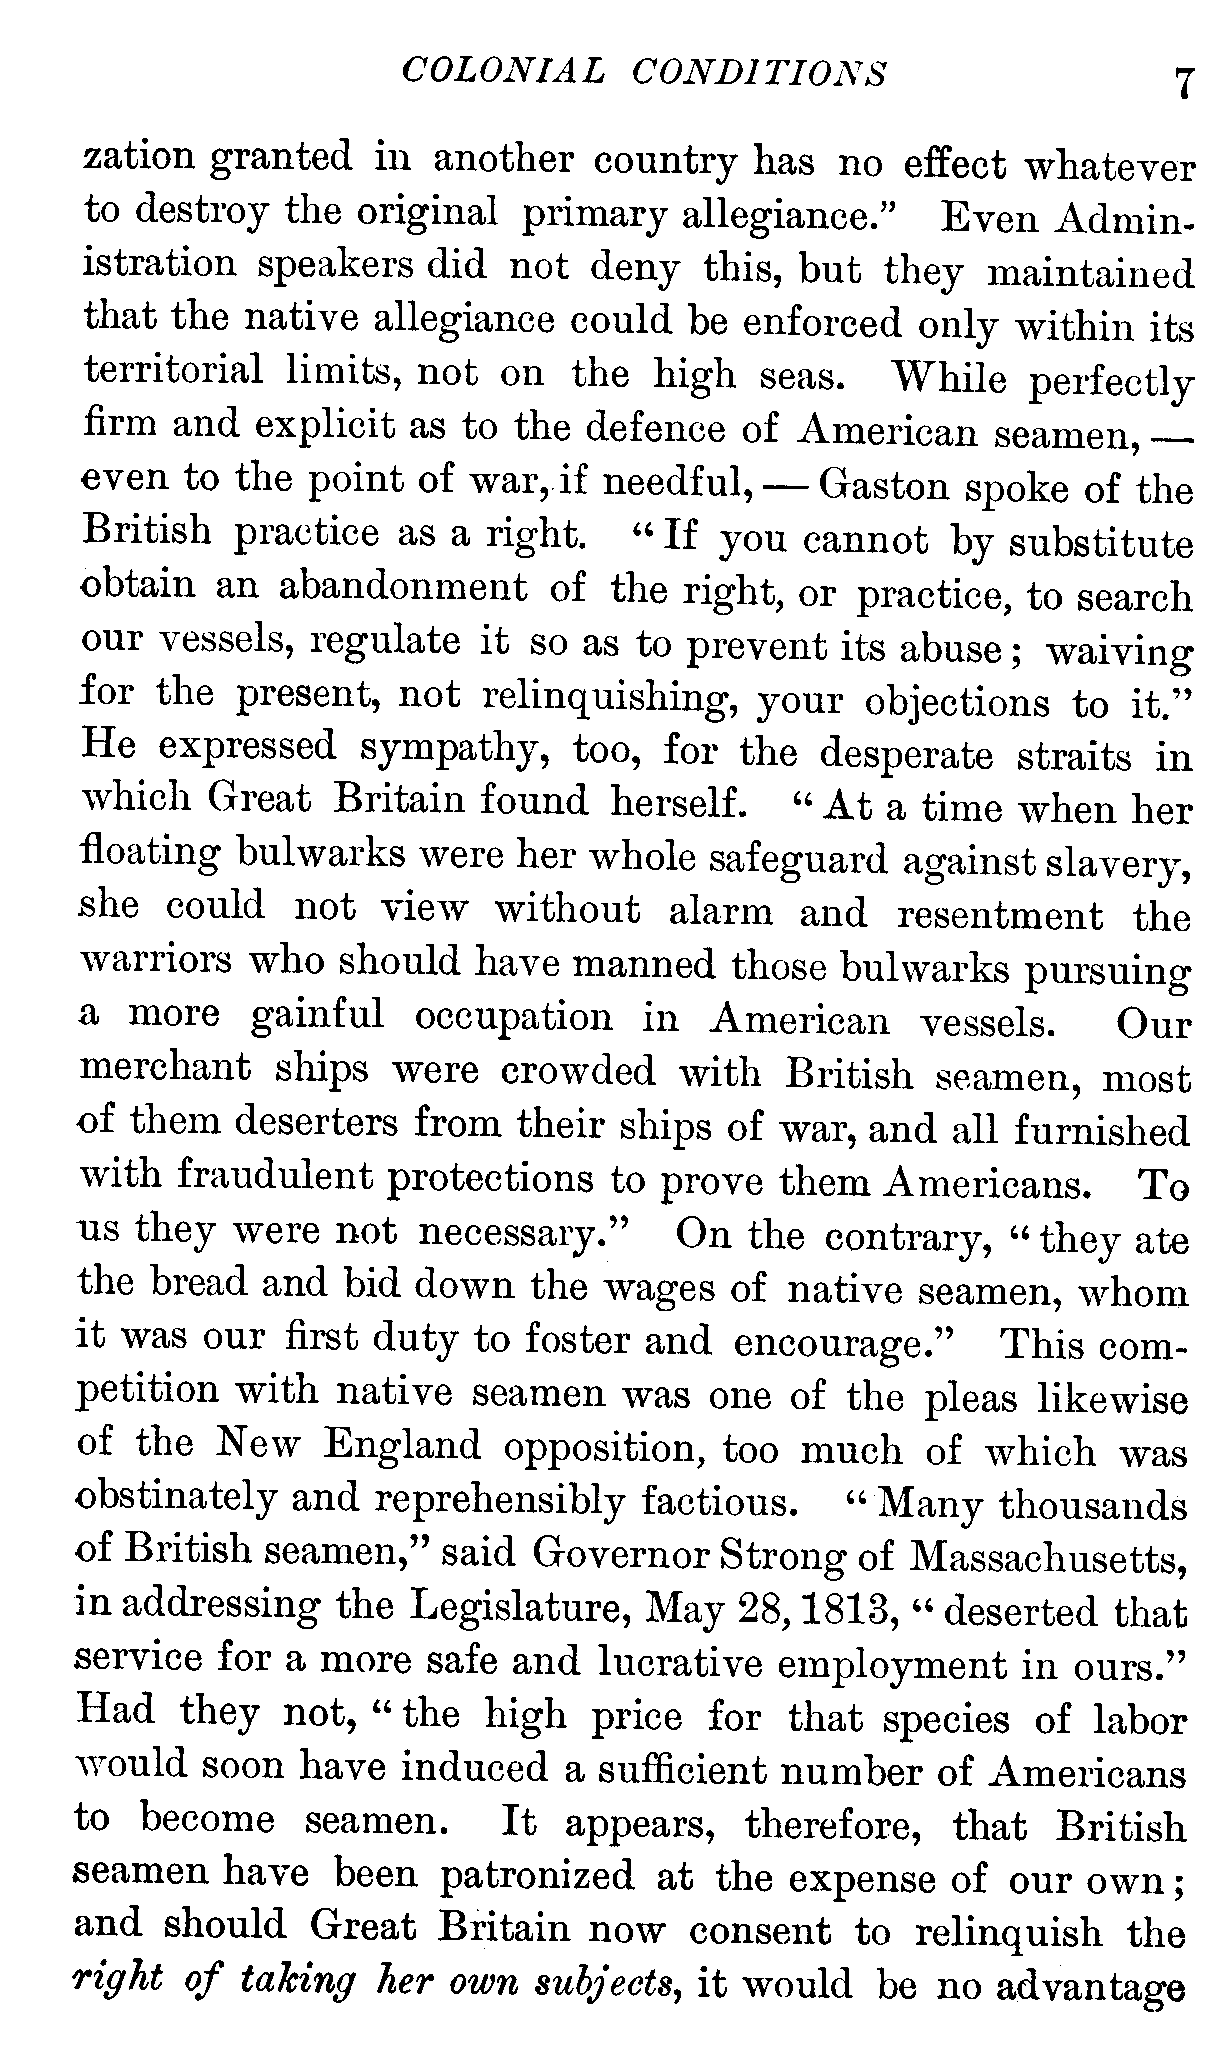 COLONIAL CONDITIONS 7
zation granted in another country has no effect whatever
to destroy the original primary allegiance.” Even Admin-
istration speakers did not deny this, but they maintained
that the native allegiance could be enforced only within its
territorial limits, not on the high seas. While perfectly
firm and explicit as to the defence of American seamen, —
even to the point of war, if needful, — Gaston spoke of the
British practice as a right. “If you cannot by substitute
obtain an abandonment of the right, or practice, to search
our vessels, regulate it so as to prevent its abuse; waiving
for the present, not relinquishing, your objections to it.”
He expressed sympathy, too, for the desperate straits in
which Great Britain found herself. “At a time when her
floating bulwarks were her whole safeguard against slavery,
she could not view without alarm and resentment the
warriors who should have manned those bulwarks pursuing
a more gainful occupation in American vessels. Our
merchant ships were crowded with British seamen, most
of them deserters from their ships of war, and all furnished
with fraudulent protections to prove them Americans. To
us they were not necessary.” On the contrary, “they ate
the bread and bid down the wages of native seamen, whom
it was our first duty to foster and encourage.” This com-
petition with native seamen was one of the pleas likewise
of the New England opposition, too much of which was
obstinately and reprehensibly factious. “Many thousands
of British seamen,” said Governor Strong of Massachusetts,
in addressing the Legislature, May 28, 1813, “deserted that
service for a more safe and lucrative employment in ours.”
Had they not, “the high price for that species of labor
would soon have induced a sufficient number of Americans
to become seamen. It appears, therefore, that British
seamen have been patronized at the expense of our own;
and should Great Britain now consent to relinquish the
right of taking her own subjects, it would be no advantage